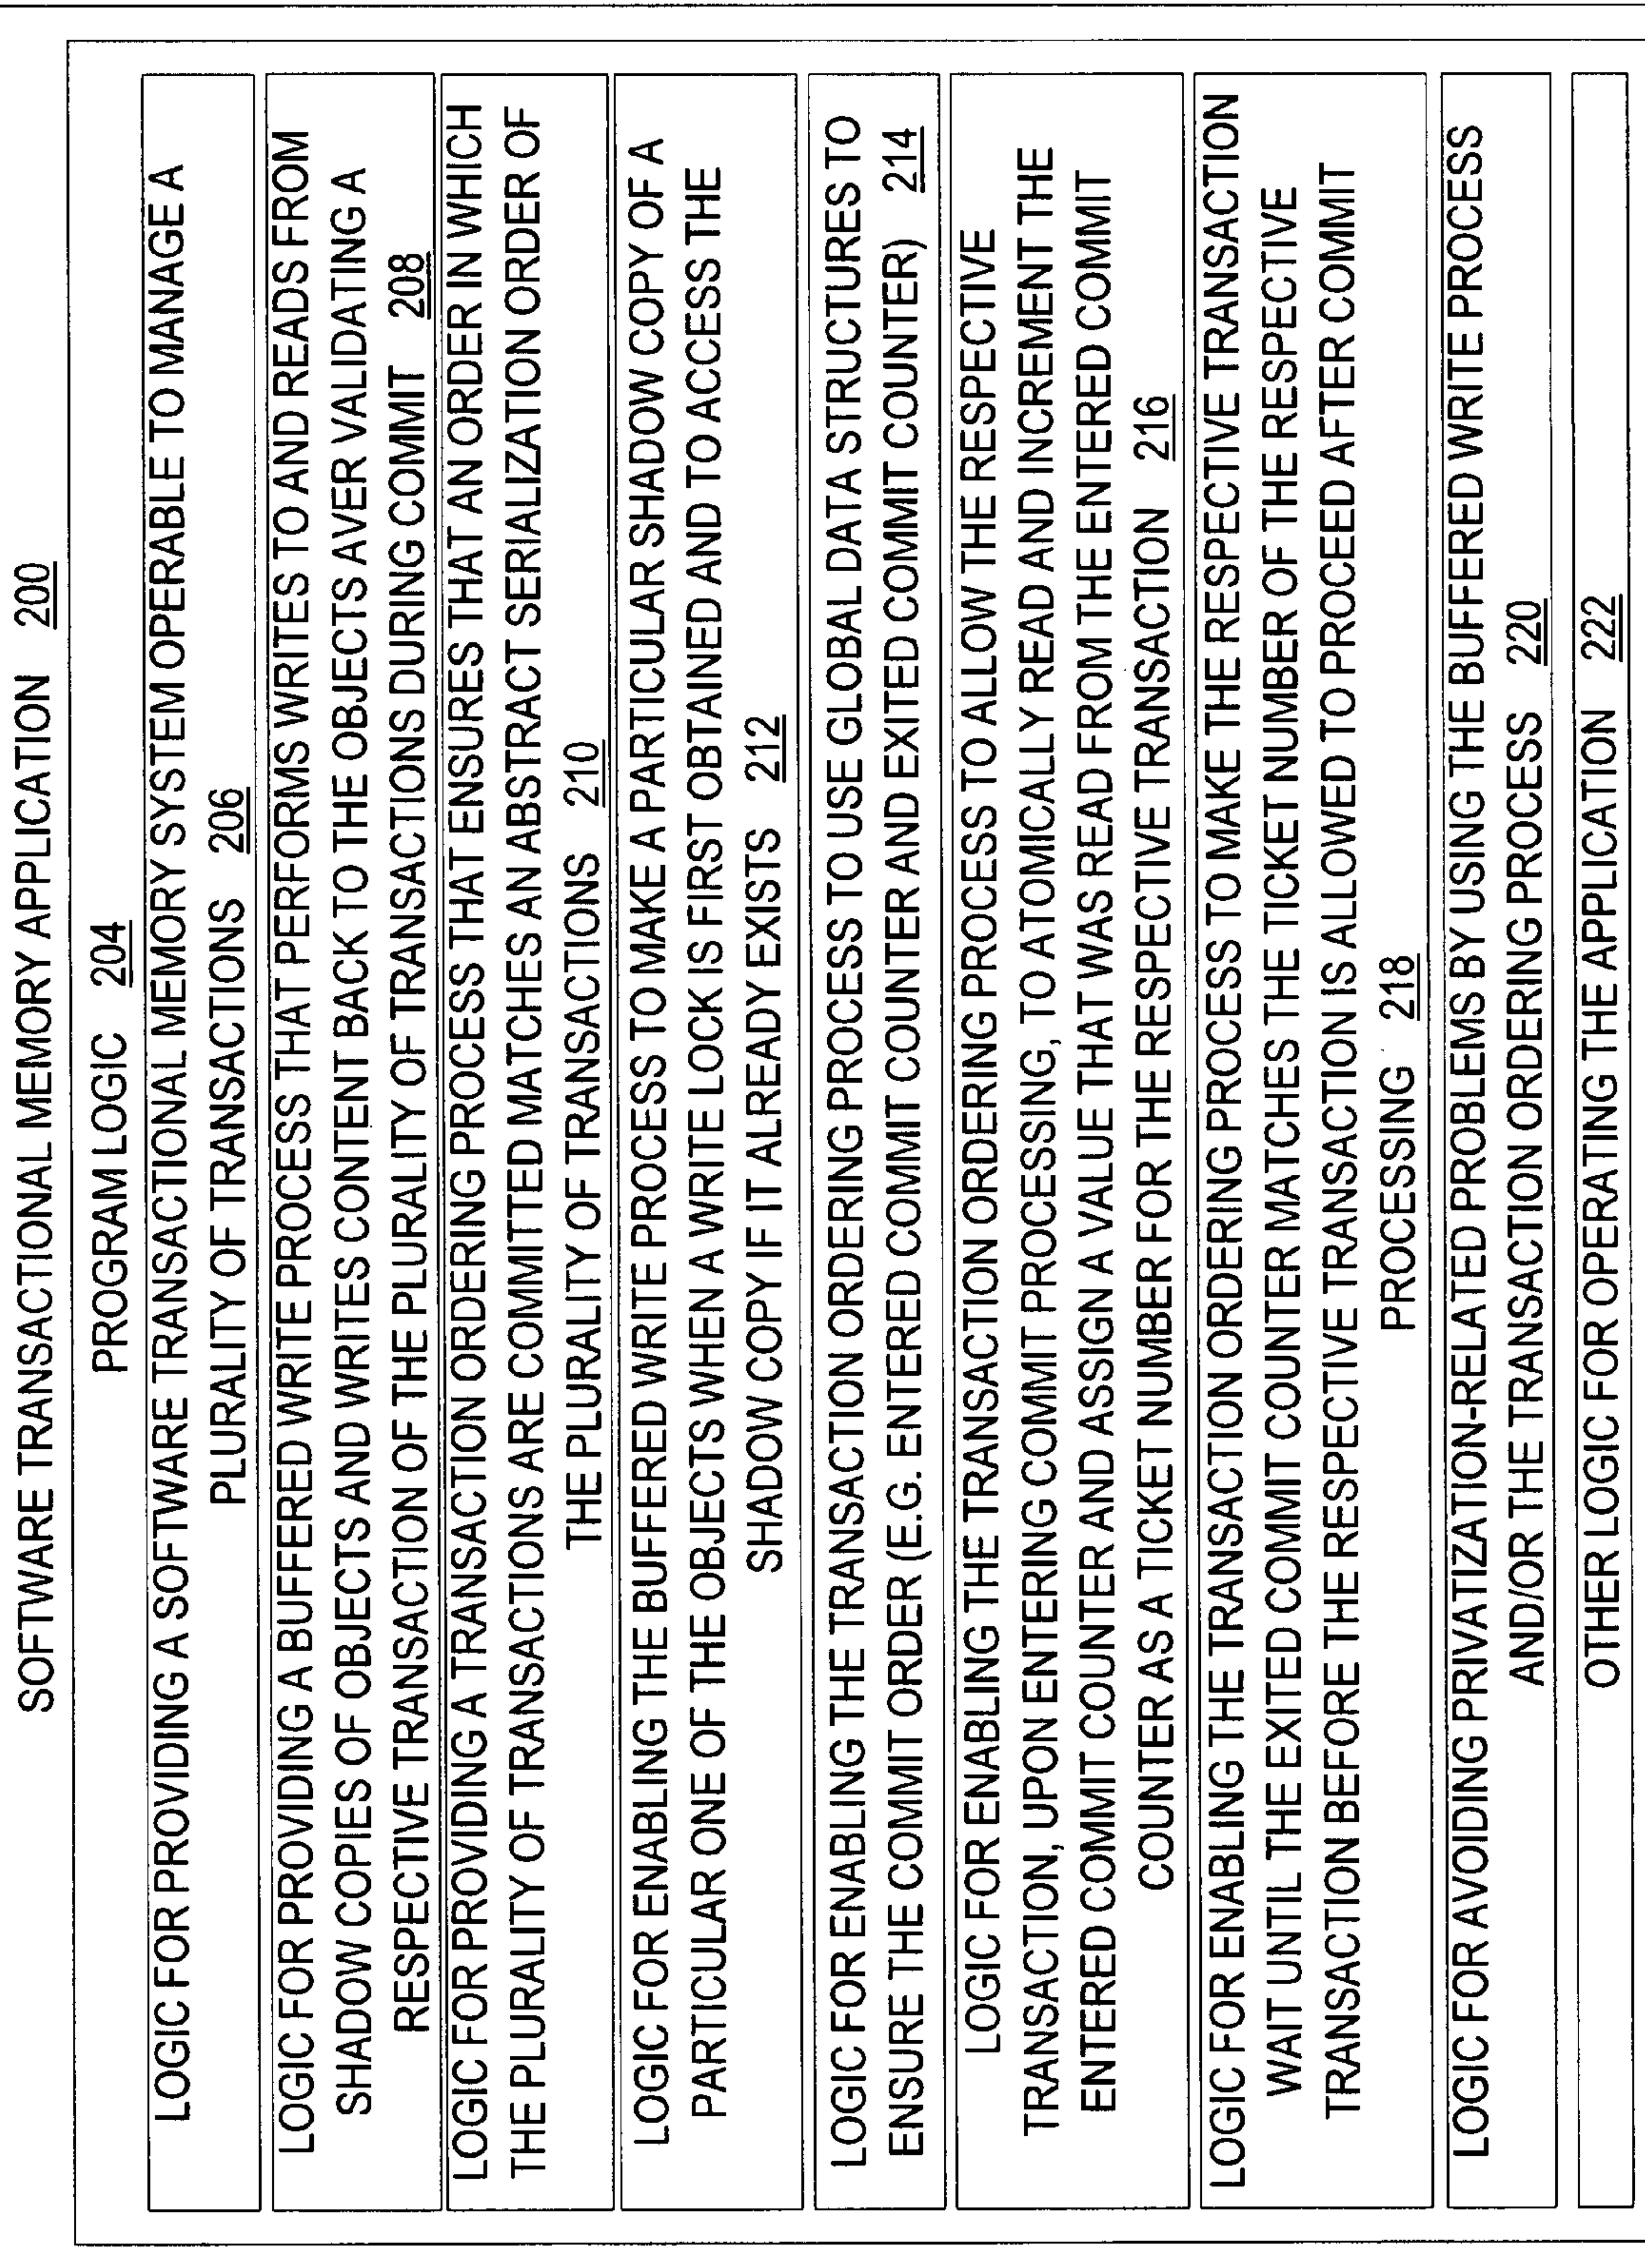 SOFTWARE TRANSACTIONAL MEMORY APPLICATION 200
PROGRAM LOGIC 204
LOGIC FOR PROVIDING A SOFTWARE TRANSACTIONAL MEMORY SYSTEM OPERABLE TO MANAGE A
PLURALITY OF TRANSACTIONS 206
LOGIC FOR PROVIDING A BUFFERED WRITE PROCESS THAT PERFORMS WRITES TO AND READS FROM
SHADOW COPIES OF OBJECTS AND WRITES CONTENT BACK TO THE OBJECTS AVER VALIDATING A
RESPECTIVE TRANSACTION OF THE PLURALITY OF TRANSACTIONS DURING COMMIT 208
LOGIC FOR PROVIDING A TRANSACTION ORDERING PROCESS THAT ENSURES THAT AN ORDER IN WHICH
THE PLURALITY OF TRANSACTIONS ARE COMMITTED MATCHES AN ABSTRACT SERIALIZATION ORDER OF
THE PLURALITY OF TRANSACTIONS 210
LOGIC FOR ENABLING THE BUFFERED WRITE PROCESS TO MAKE A PARTICULAR SHADOW COPY OF A
PARTICULAR ONE OF THE OBJECTS WHEN A WRITE LOCK IS FIRST OBTAINED AND TO ACCESS THE
SHADOW COPY IF IT ALREADY EXISTS 212
LOGIC FOR ENABLING THE TRANSACTION ORDERING PROCESS TO USE GLOBAL DATA STRUCTURES TO
ENSURE THE COMMIT ORDER (E.G. ENTERED COMMIT COUNTER AND EXITED COMMIT COUNTER) 214
LOGIC FOR ENABLING THE TRANSACTION ORDERING PROCESS TO ALLOW THE RESPECTIVE
TRANSACTION, UPON ENTERING COMMIT PROCESSING, TO ATOMICALLY READ AND INCREMENT THE
ENTERED COMMIT COUNTER AND ASSIGN A VALUE THAT WAS READ FROM THE ENTERED COMMIT
COUNTER AS A TICKET NUMBER FOR THE RESPECTIVE TRANSACTION 216
LOGIC FOR ENABLING THE TRANSACTION ORDERING PROCESS TO MAKE THE RESPECTIVE TRANSACTION
WAIT UNTIL THE EXITED COMMIT COUNTER MATCHES THE TICKET NUMBER OF THE RESPECTIVE
TRANSACTION BEFORE THE RESPECTIVE TRANSACTION IS ALLOWED TO PROCEED AFTER COMMIT
PROCESSING 218
LOGIC FOR AVOIDING PRIVATIZATION-RELATED PROBLEMS BY USING THE BUFFERED WRITE PROCESS
AND/OR THE TRANSACTION ORDERING PROCESS 220
OTHER LOGIC FOR OPERATING THE APPLICATION 222